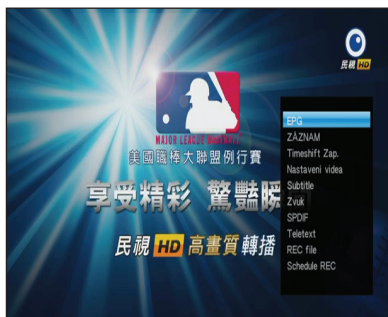 民視 HD
MAJOR LEAGUE BASEBALL
美國職棒大聯盟例行賽
享受精彩 驚豔瞬
民視 HD 高畫質轉播
EPG
ZÁZNAM
Timeshift Zap.
Nastaveni videa
Subtitle
Zvuk
SPDIF
Teletext
REC file
Schedule REC